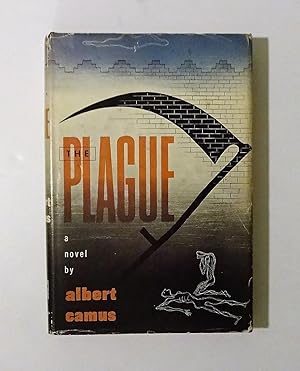 THE
PLAGUE
a
novel
by
albert
camus